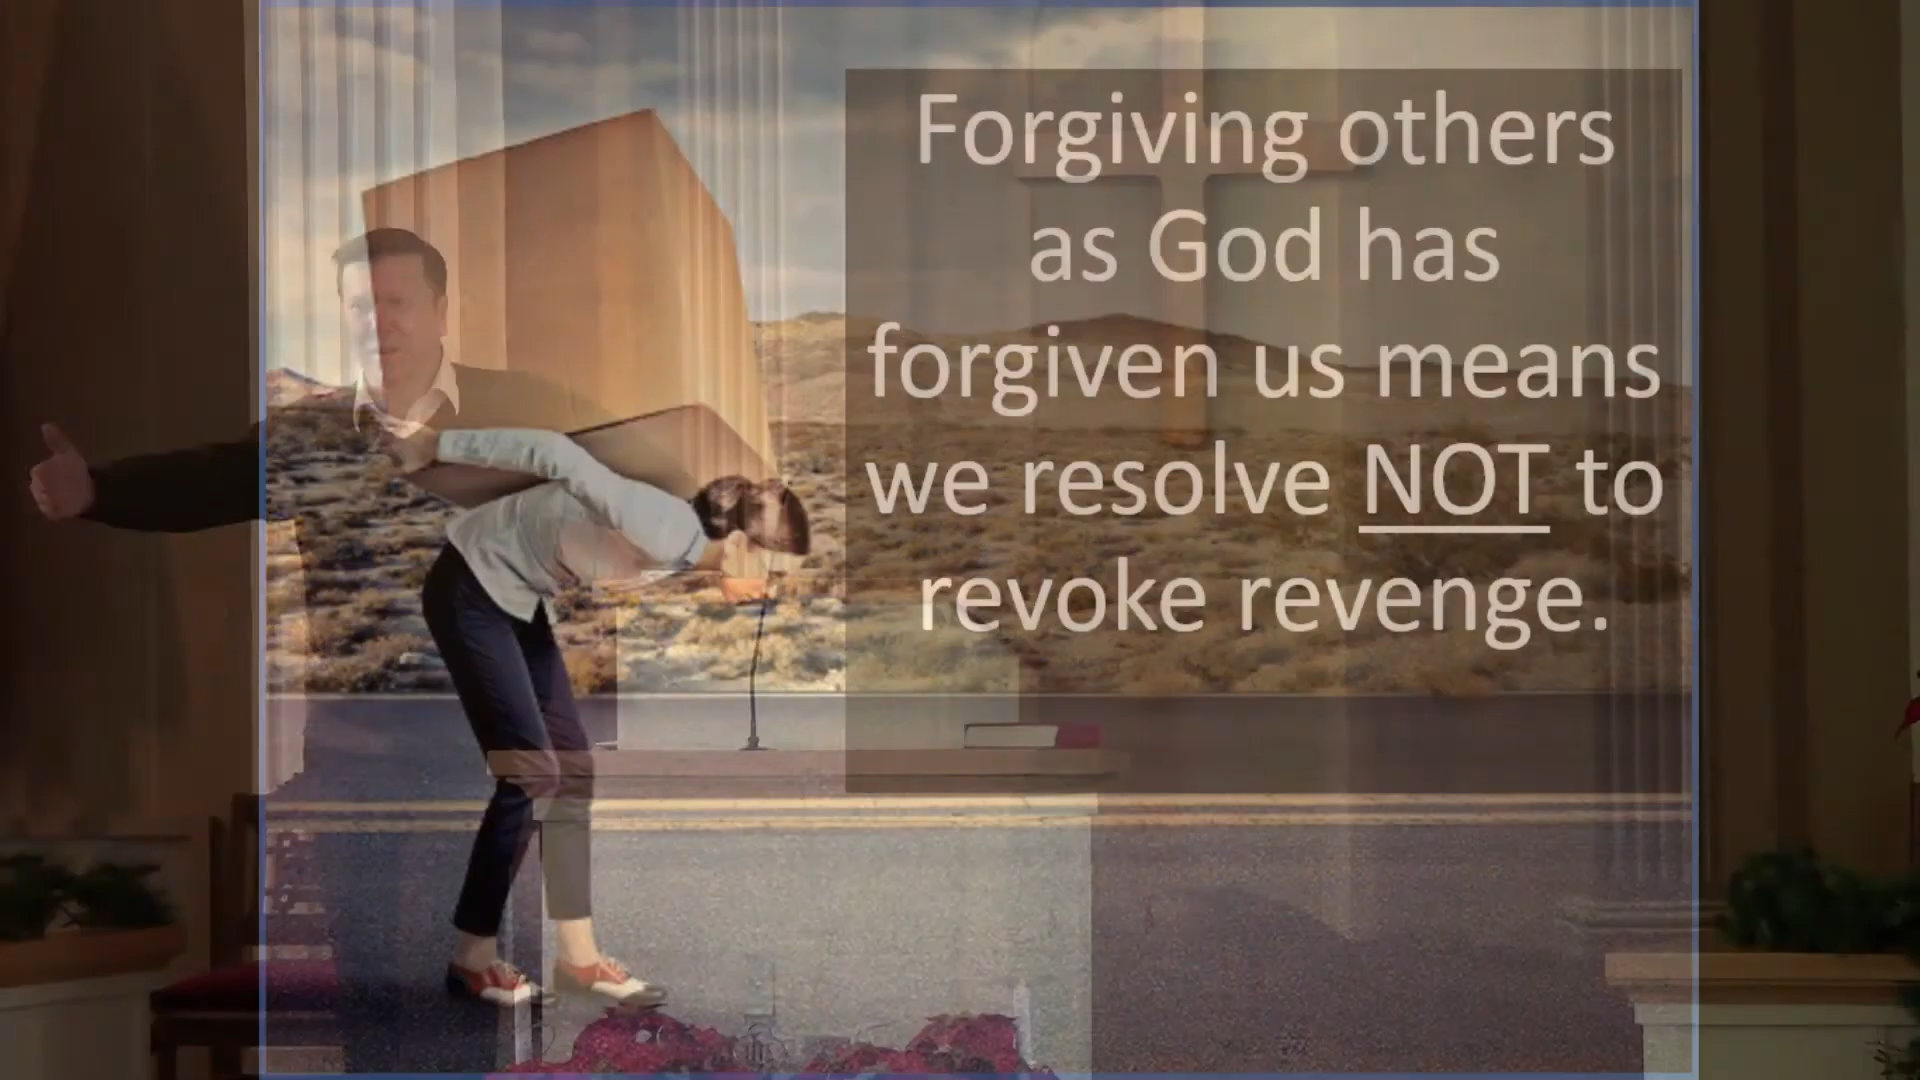 Forgiving others
as God has
forgiven us means
we resolve NOT to
revoke revenge.